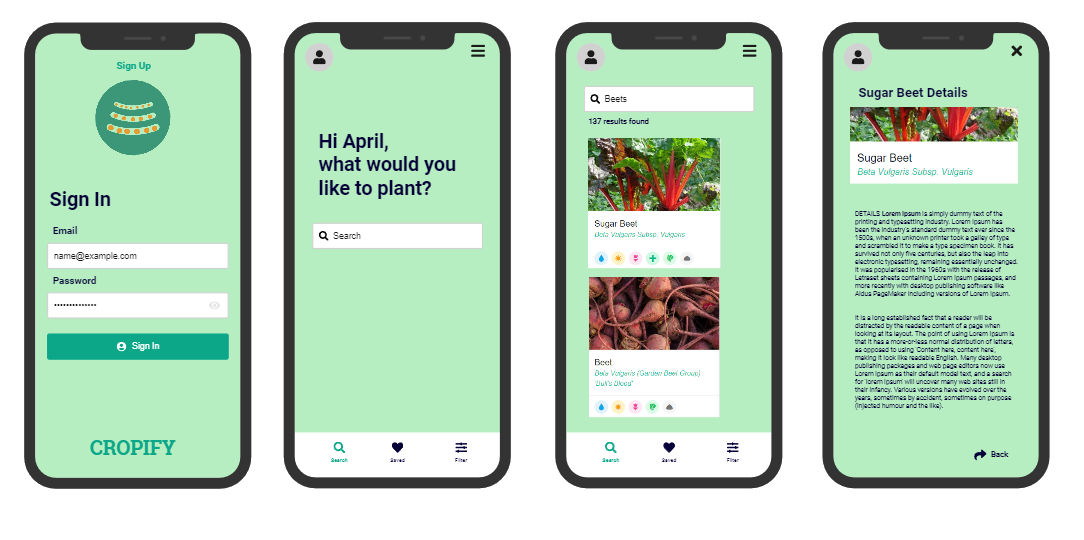 Sign Up
Sign In
Email
name@example.com
Password
••••••••••••••
Sign In
CROPIFY
Hi April,
what would you
like to plant?
Search
Search
Saved
Filter
Beets
137 results found
Sugar Beet
Beta Vulgaris Subsp. Vulgaris
Beet
Beta Vulgaris (Garden Beet Group)
'Bull's Blood'
Search
Saved
Filter
Sugar Beet Details
Sugar Beet
Beta Vulgaris Subsp. Vulgaris
DETAILS Lorem Ipsum is simply dummy text of the
printing and typesetting industry. Lorem Ipsum has
been the industry's standard dummy text ever since the
1500s, when an unknown printer took a galley of type
and scrambled it to make a type specimen book. It has
survived not only five centuries, but also the leap into
electronic typesetting, remaining essentially unchanged.
It was popularised in the 1960s with the release of
Letraset sheets containing Lorem Ipsum passages, and
more recently with desktop publishing software like
Aldus PageMaker including versions of Lorem Ipsum.
It is a long established fact that a reader will be
distracted by the readable content of a page when
looking at its layout. The point of using Lorem Ipsum is
that it has a more-or-less normal distribution of letters,
as opposed to using 'Content here, content here',
making it look like readable English. Many desktop
publishing packages and web page editors now use
Lorem Ipsum as their default model text, and a search
for 'lorem ipsum' will uncover many web sites still in
their infancy. Various versions have evolved over the
years, sometimes by accident, sometimes on purpose
(injected humour and the like).
Back